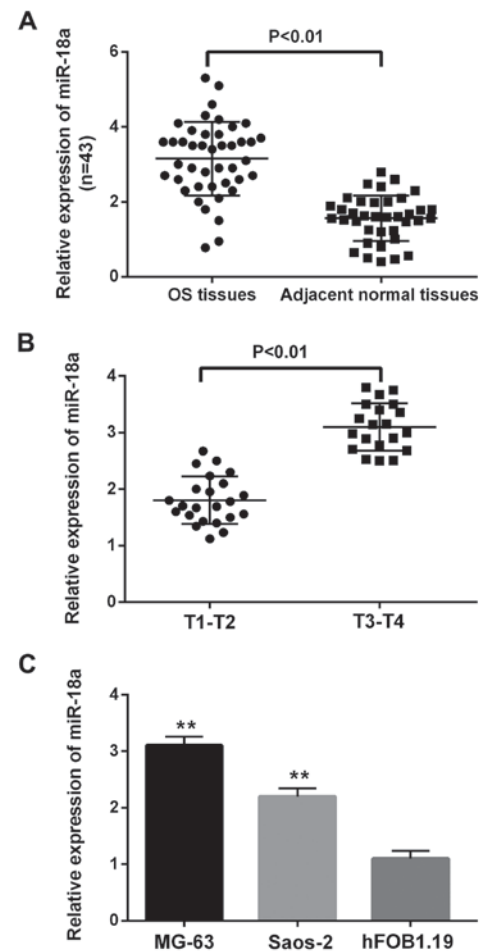 A
P<0.01
Relative expression of miR-18a
(n=43)
6
4
2
0
OS tissues
Adjacent normal tissues
B
P<0.01
Relative expression of miR-18a
4
3
2
1
0
T1-T2
T3-T4
C
Relative expression of miR-18a
4
3
2
1
0
**
**
MG-63
Saos-2
hFOB1.19